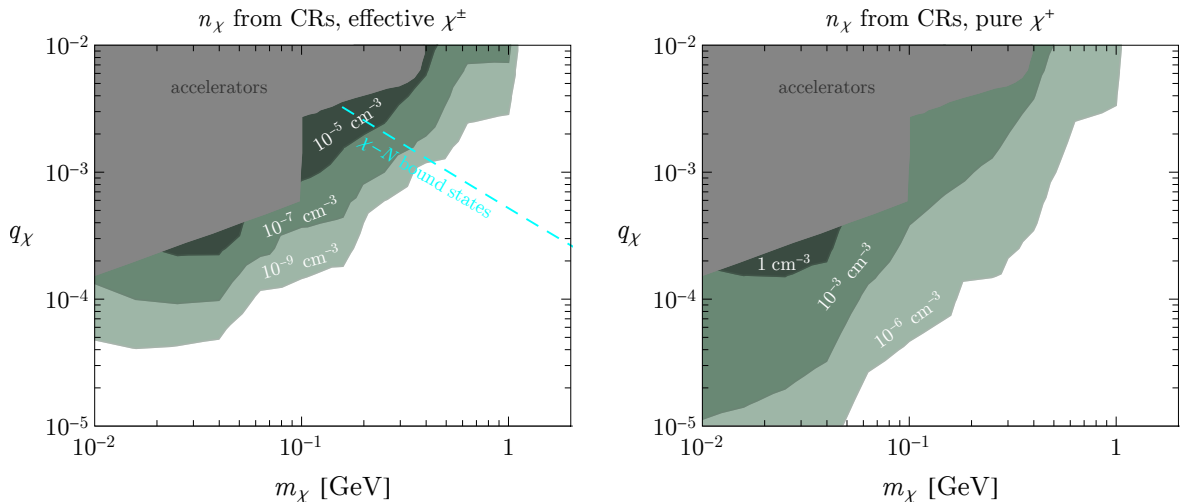 n_χ from CRs, effective χ^±
10^−2
10^−3
10^−4
10^−5
q_χ
accelerators
10^−5 cm^−3
χ−N bound states
10^−7 cm^−3
10^−9 cm^−3
10^−2
10^−1
1
m_χ [GeV]
n_χ from CRs, pure χ^+
10^−2
10^−3
10^−4
10^−5
q_χ
accelerators
1 cm^−3
10^−3 cm^−3
10^−6 cm^−3
10^−2
10^−1
1
m_χ [GeV]